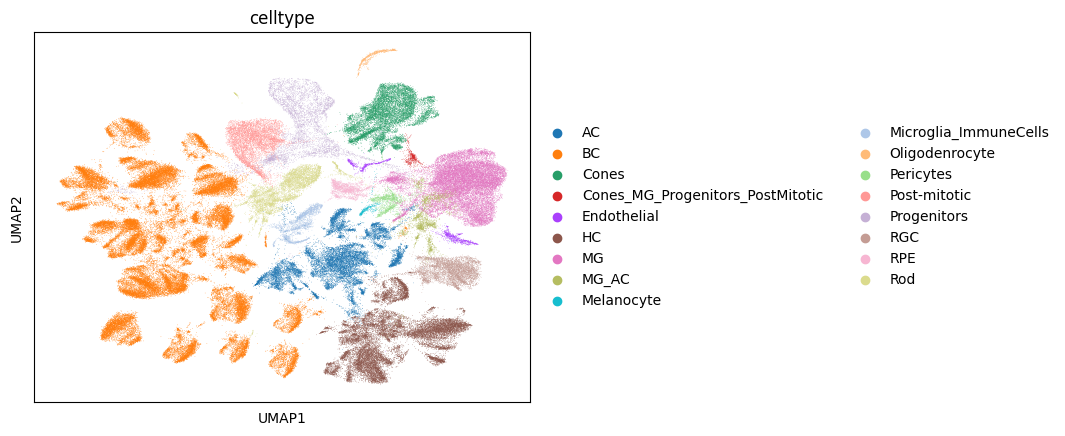 celltype
UMAP2
UMAP1
AC
BC
Cones
Cones_MG_Progenitors_PostMitotic
Endothelial
HC
MG
MG_AC
Melanocyte
Microglia_ImmuneCells
Oligodenrocyte
Pericytes
Post-mitotic
Progenitors
RGC
RPE
Rod